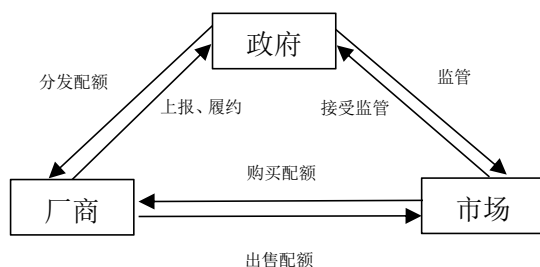 政府
分发配额
监管
上报、履约
接受监管
购买配额
厂商
市场
出售配额